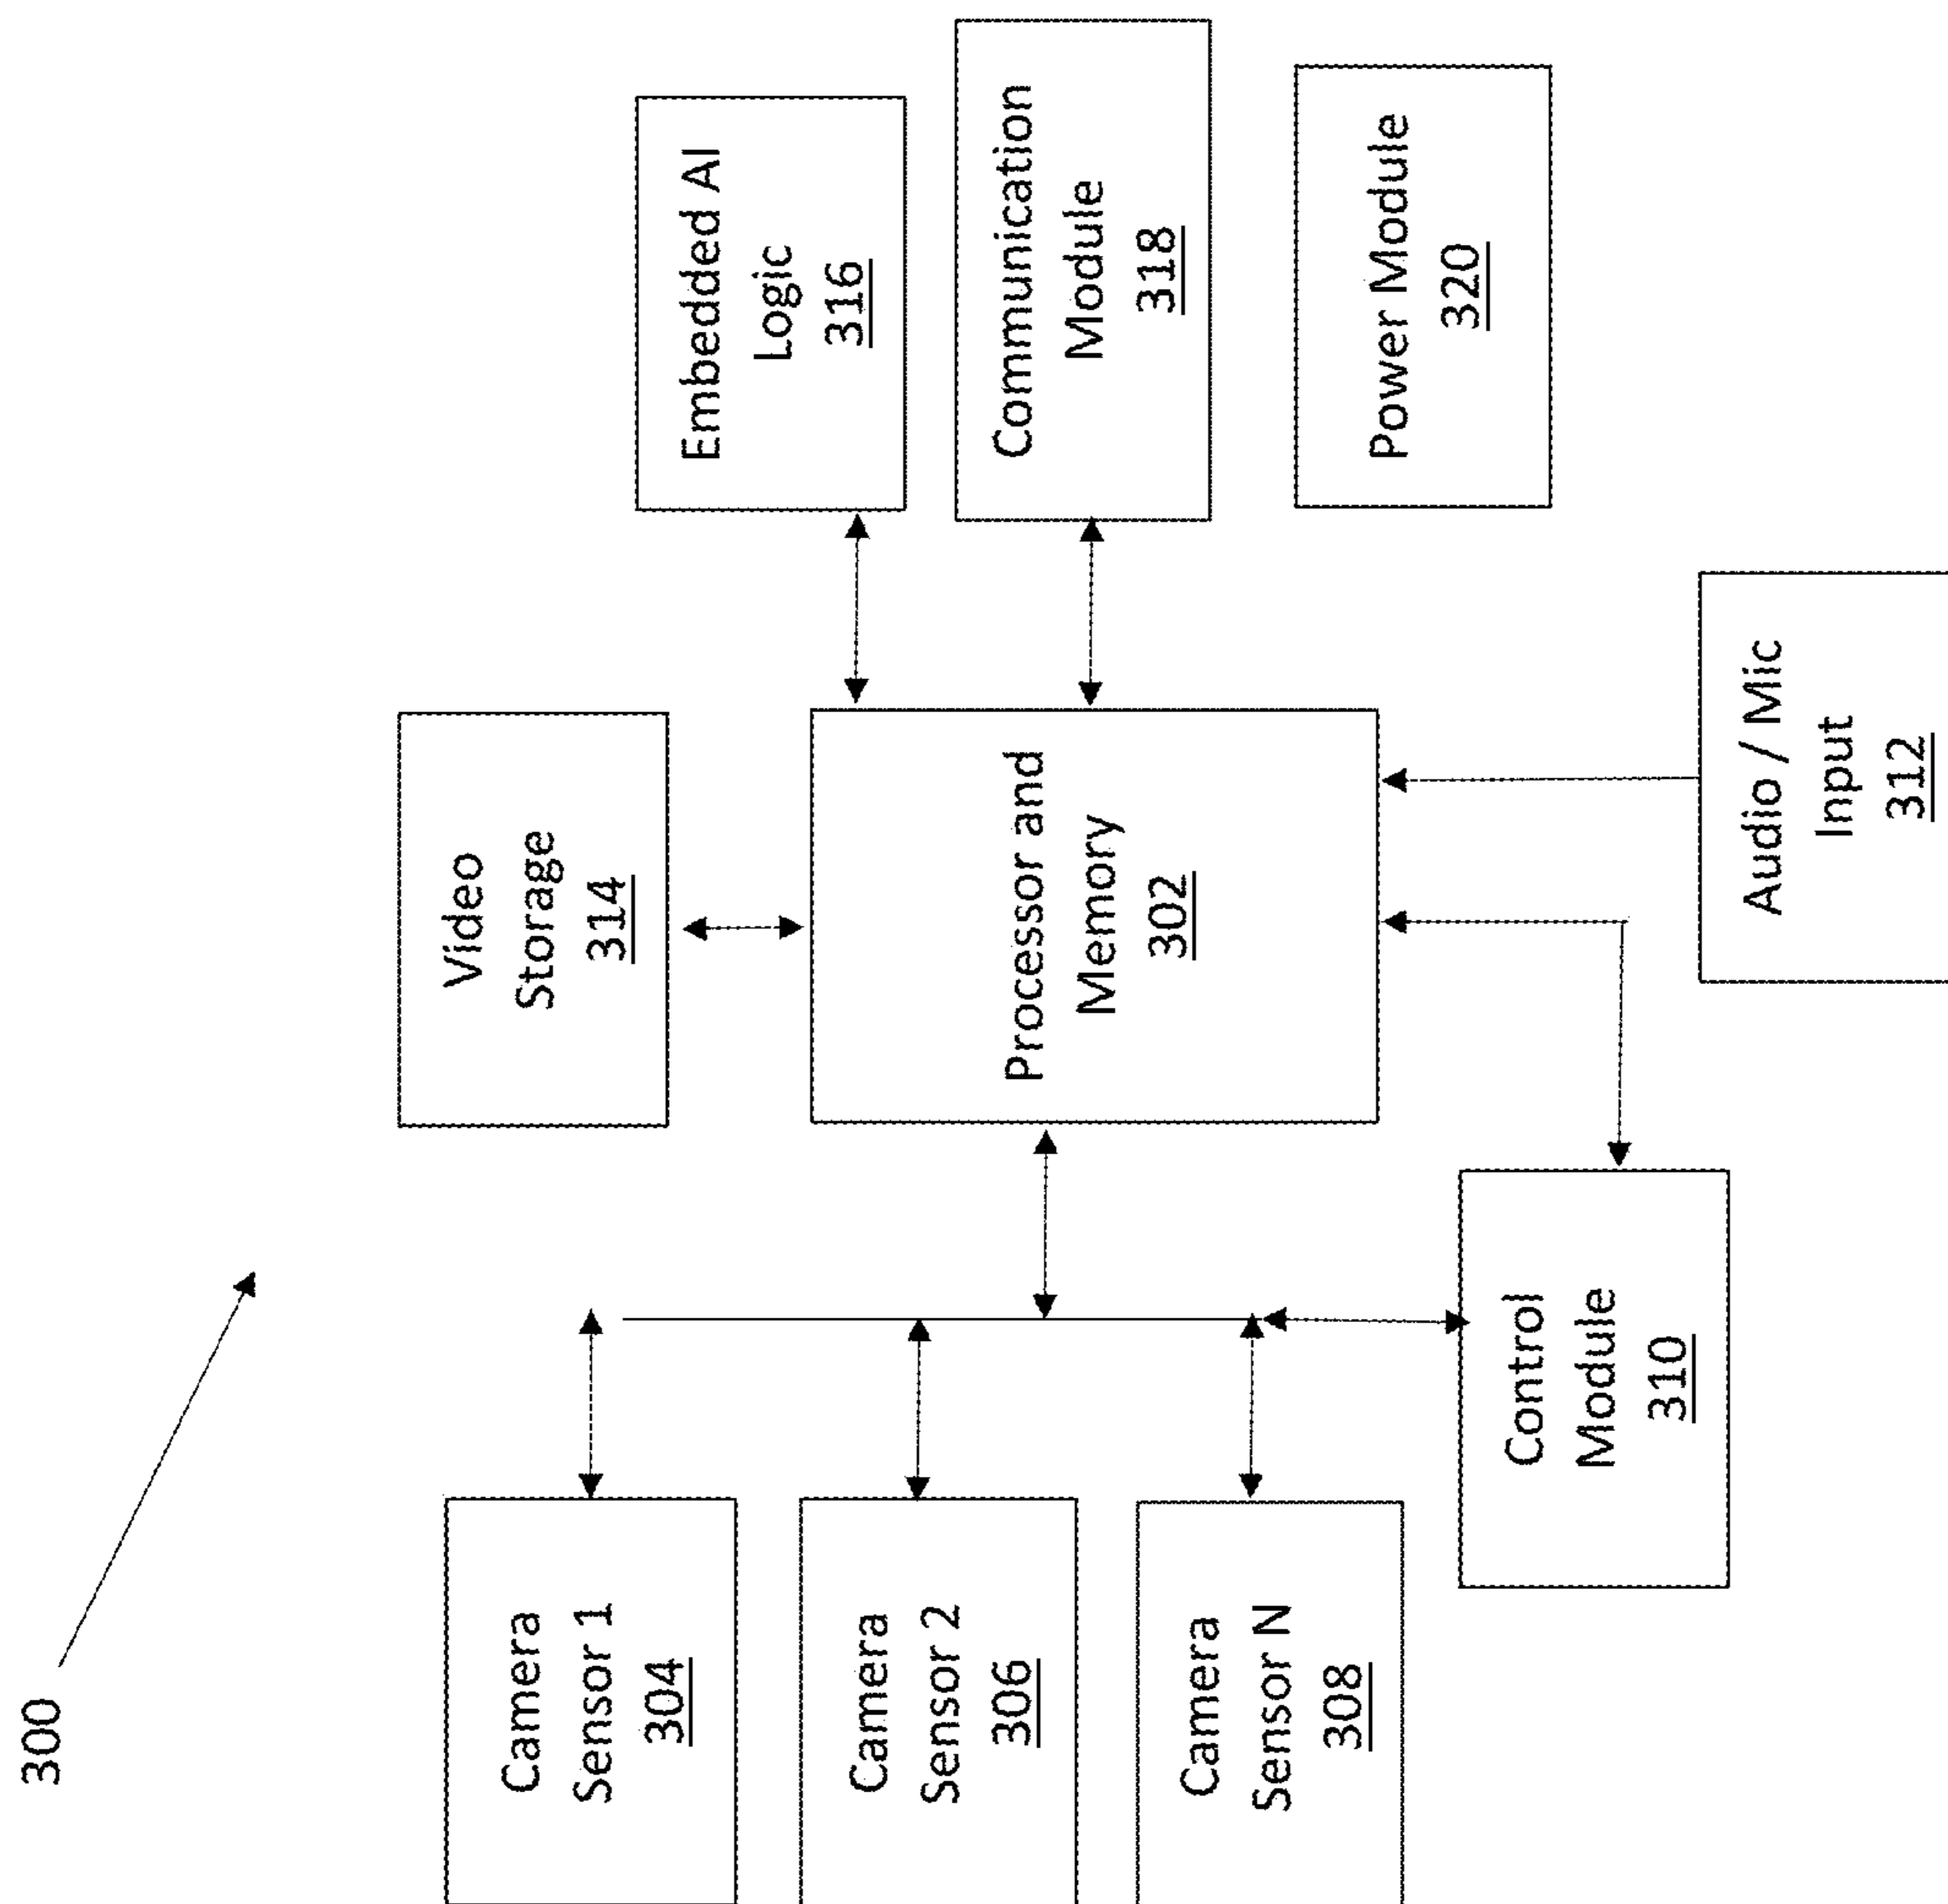 300
Camera
Sensor 1
304
Camera
Sensor 2
306
Camera
Sensor N
308
Control
Module
310
Video
Storage
314
Processor and
Memory
302
Audio / Mic
Input
312
Embedded AI
Logic
316
Communication
Module
318
Power Module
320